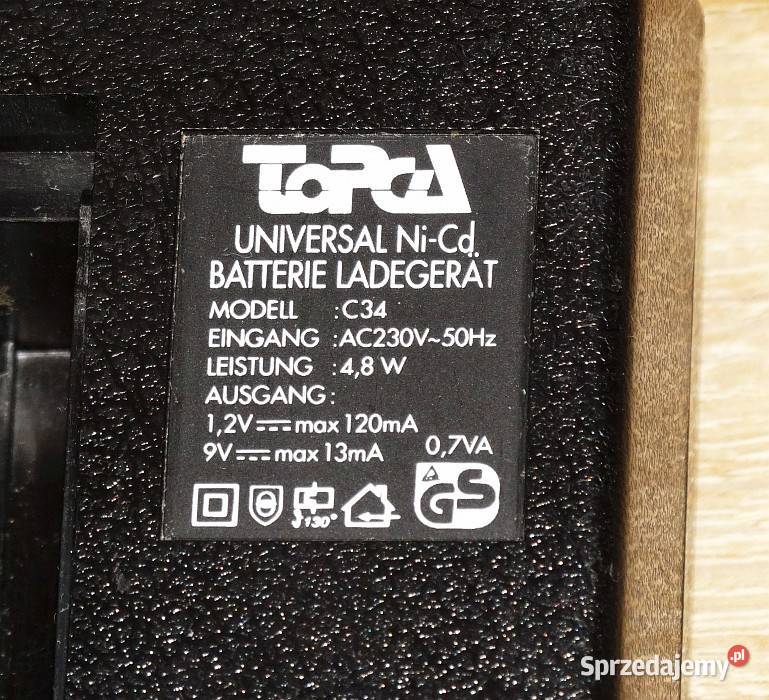 ToPCA
UNIVERSAL Ni-Cd
BATTERIE LADEGERÄT
MODELL :C34
EINGANG :AC230V~50Hz
LEISTUNG :4,8 W
AUSGANG:
1,2V⎓max 120mA
9V⎓max 13mA 0,7VA
130°
GS
Sprzedajemy.pl